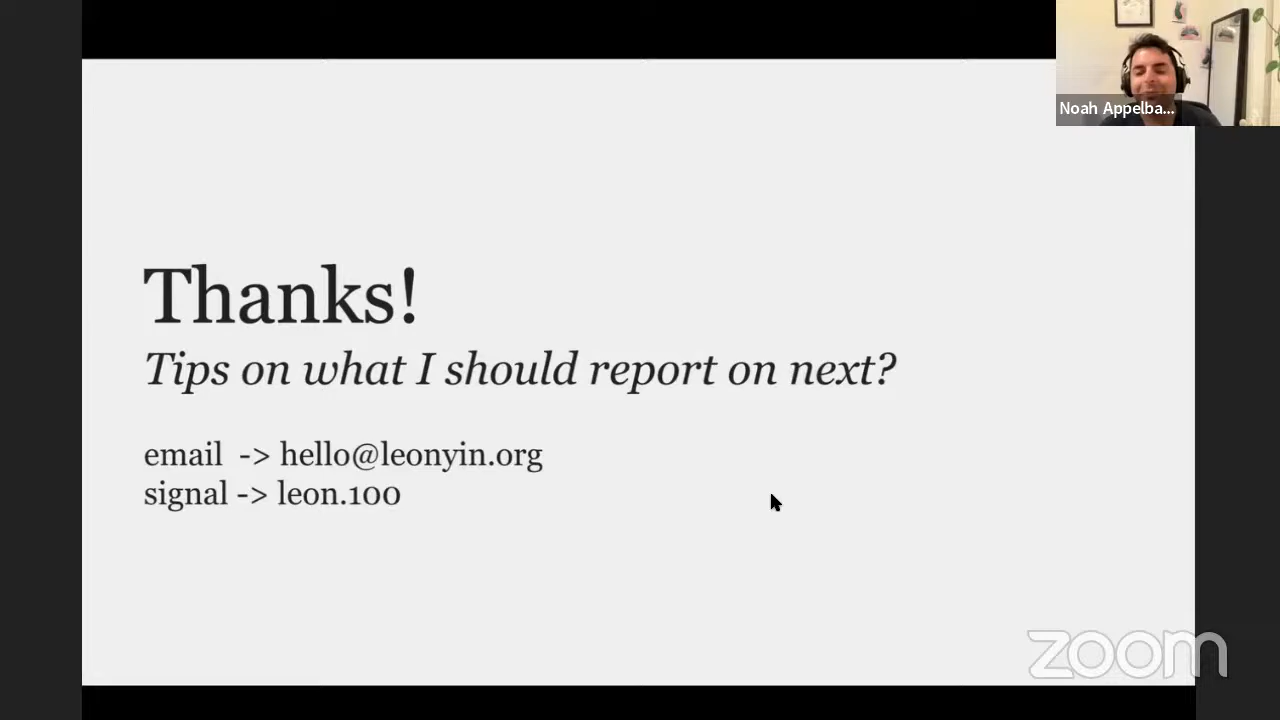 Noah Appelba...
Thanks!
Tips on what I should report on next?
email -> hello@leonyin.org
signal -> leon.100
zoom